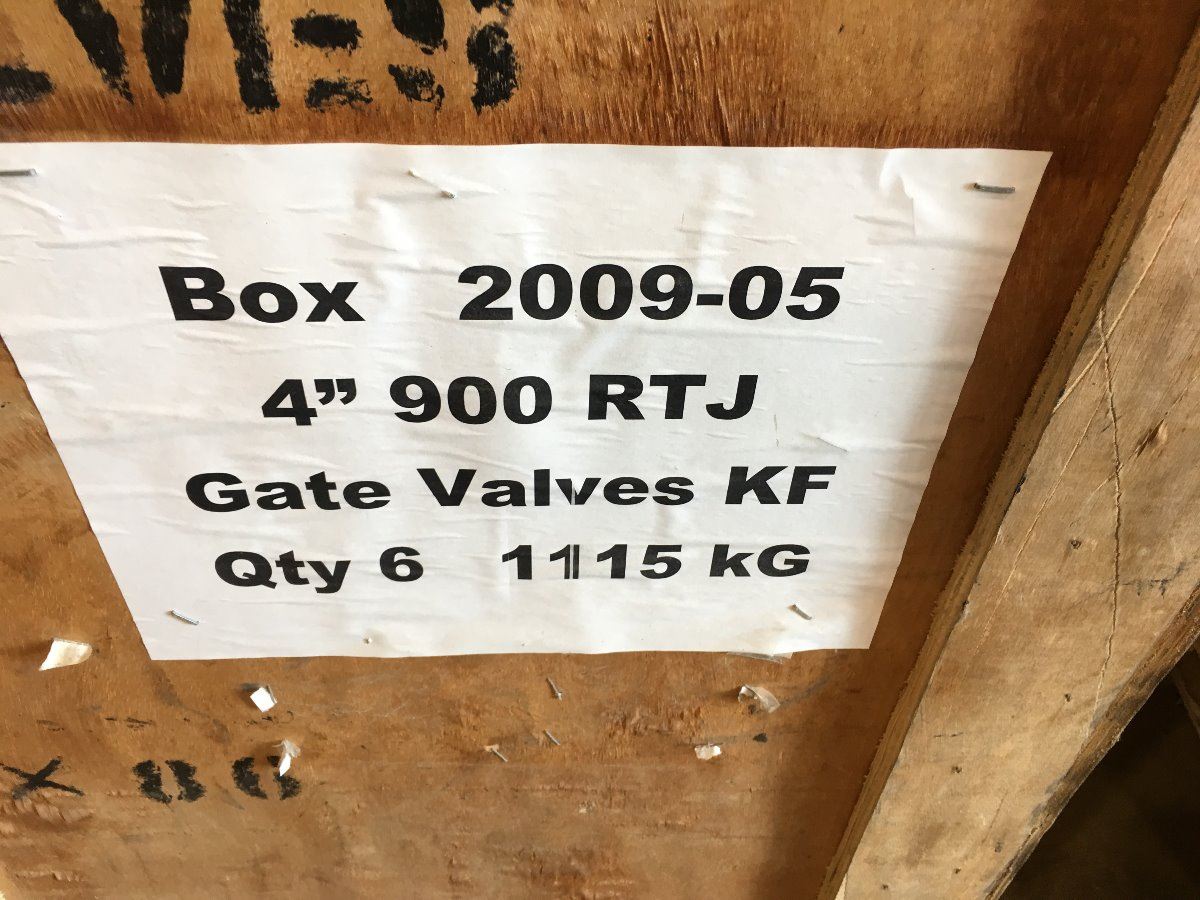 Box 2009-05
4” 900 RTJ
Gate Valves KF
Qty 6 1115 kG